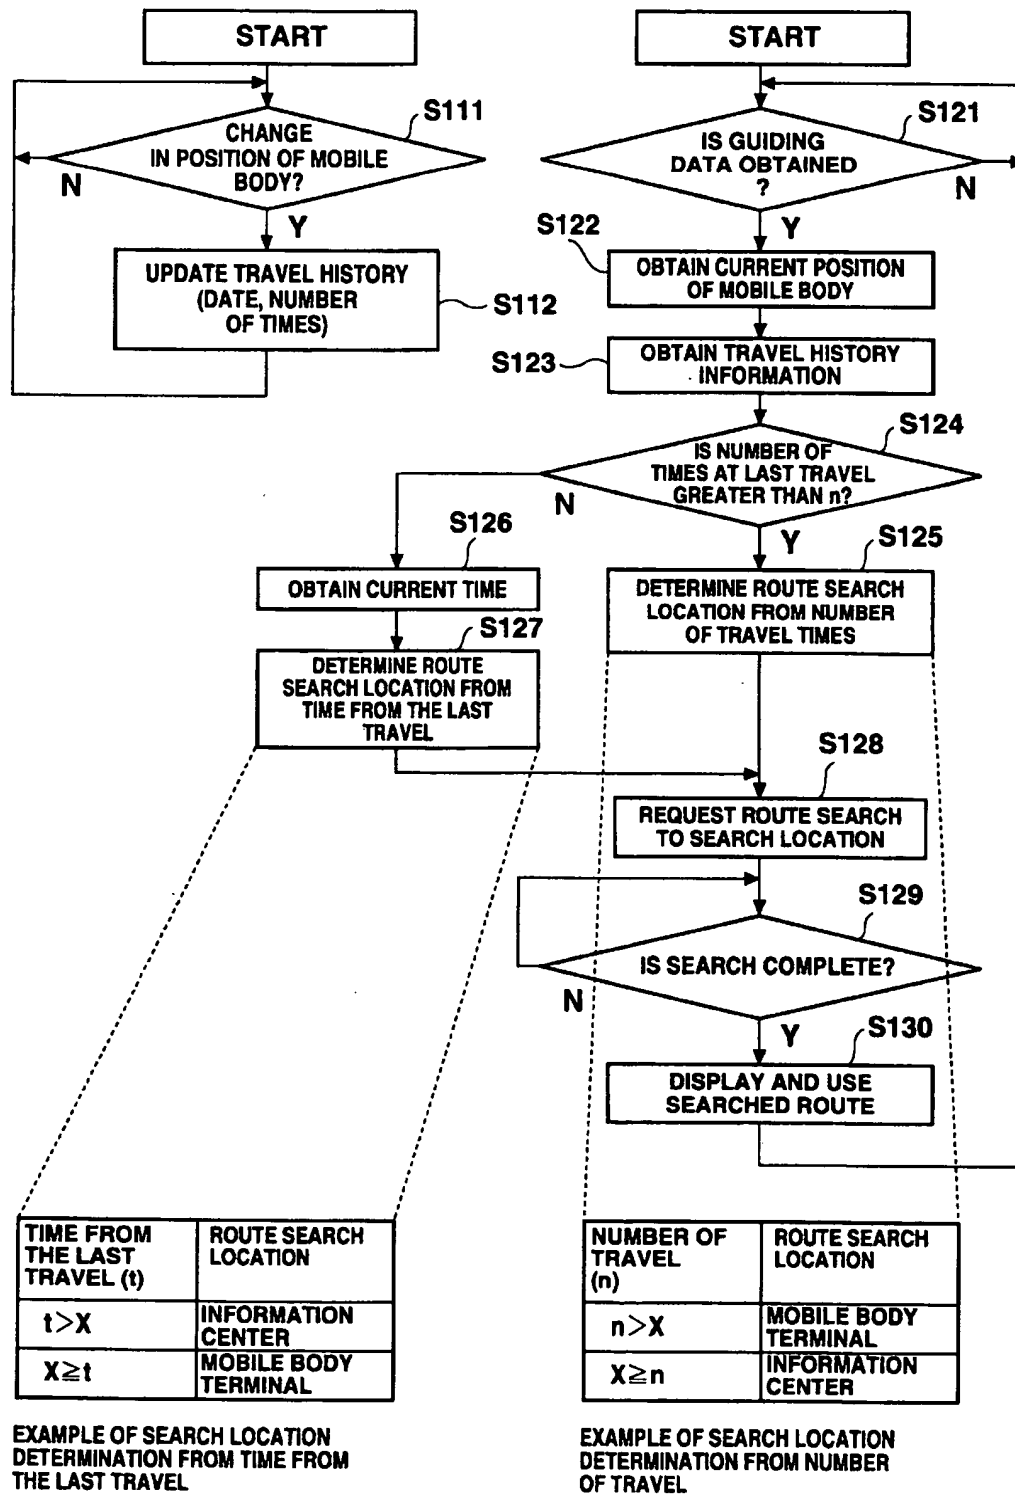 START
S111
CHANGE
IN POSITION OF MOBILE
BODY?
N
Y
UPDATE TRAVEL HISTORY
(DATE, NUMBER
OF TIMES)
S112
START
S121
IS GUIDING
DATA OBTAINED
?
N
Y
S122
OBTAIN CURRENT POSITION
OF MOBILE BODY
S123
OBTAIN TRAVEL HISTORY
INFORMATION
S124
IS NUMBER OF
TIMES AT LAST TRAVEL
GREATER THAN n?
N
Y
S126
OBTAIN CURRENT TIME
S127
DETERMINE ROUTE
SEARCH LOCATION FROM
TIME FROM THE LAST
TRAVEL
S125
DETERMINE ROUTE SEARCH
LOCATION FROM NUMBER
OF TRAVEL TIMES
S128
REQUEST ROUTE SEARCH
TO SEARCH LOCATION
S129
IS SEARCH COMPLETE?
N
Y
S130
DISPLAY AND USE
SEARCHED ROUTE
TIME FROM
THE LAST
TRAVEL (t)
ROUTE SEARCH
LOCATION
t>X
INFORMATION
CENTER
X≧t
MOBILE BODY
TERMINAL
EXAMPLE OF SEARCH LOCATION
DETERMINATION FROM TIME FROM
THE LAST TRAVEL
NUMBER OF
TRAVEL
(n)
ROUTE SEARCH
LOCATION
n>X
MOBILE BODY
TERMINAL
X≧n
INFORMATION
CENTER
EXAMPLE OF SEARCH LOCATION
DETERMINATION FROM NUMBER
OF TRAVEL